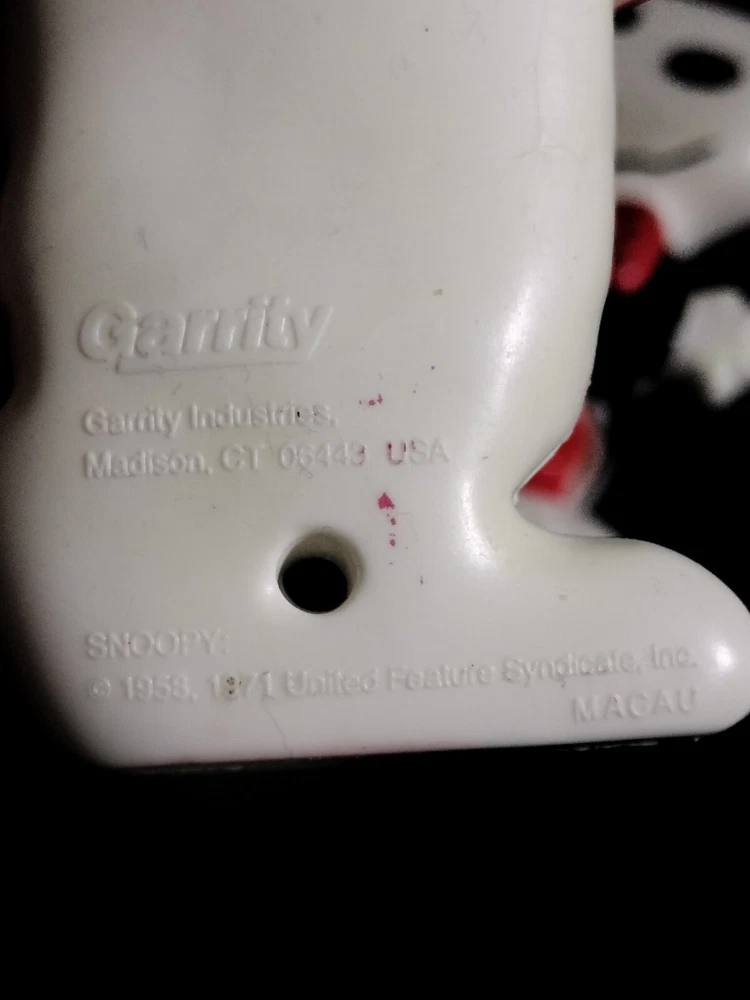 Garrity
Garrity Industries,
Madison, CT 06443 USA
SNOOPY:
© 1958, 1971 United Feature Syndicate, Inc.
MACAU